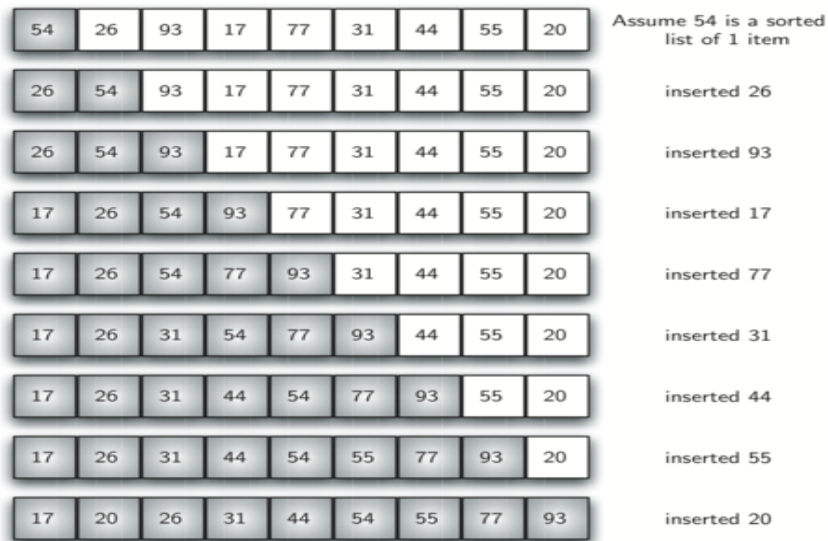 54 26 93 17 77 31 44 55 20 Assume 54 is a sorted
list of 1 item
26 54 93 17 77 31 44 55 20 inserted 26
26 54 93 17 77 31 44 55 20 inserted 93
17 26 54 93 77 31 44 55 20 inserted 17
17 26 54 77 93 31 44 55 20 inserted 77
17 26 31 54 77 93 44 55 20 inserted 31
17 26 31 44 54 77 93 55 20 inserted 44
17 26 31 44 54 55 77 93 20 inserted 55
17 20 26 31 44 54 55 77 93 inserted 20